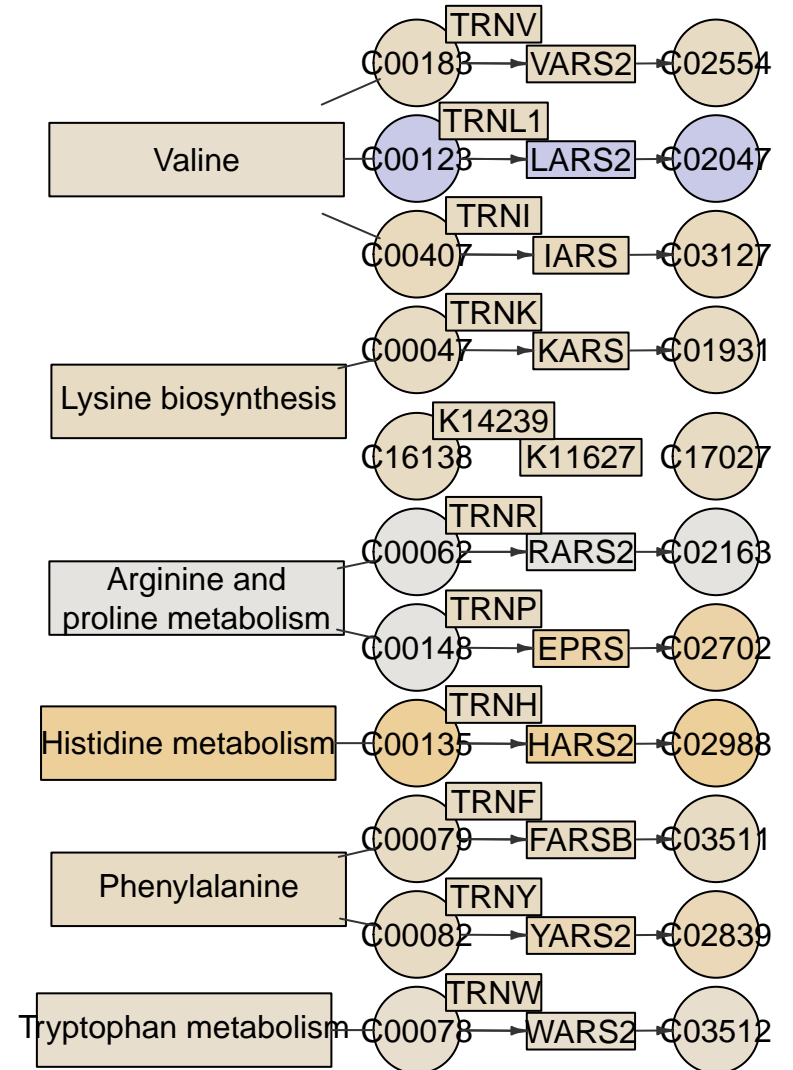 TRNV
C00183
VARS2
C02554
Valine
TRNL1
C00123
LARS2
C02047
TRNI
C00407
IARS
C03127
TRNK
C00047
KARS
C01931
Lysine biosynthesis
K14239
C16138
K11627
C17027
TRNR
C00062
RARS2
C02163
Arginine and
proline metabolism
TRNP
C00148
EPRS
C02702
TRNH
Histidine metabolism
C00135
HARS2
C02988
TRNF
C00079
FARSB
C03511
Phenylalanine
TRNY
C00082
YARS2
C02839
TRNW
Tryptophan metabolism
C00078
WARS2
C03512